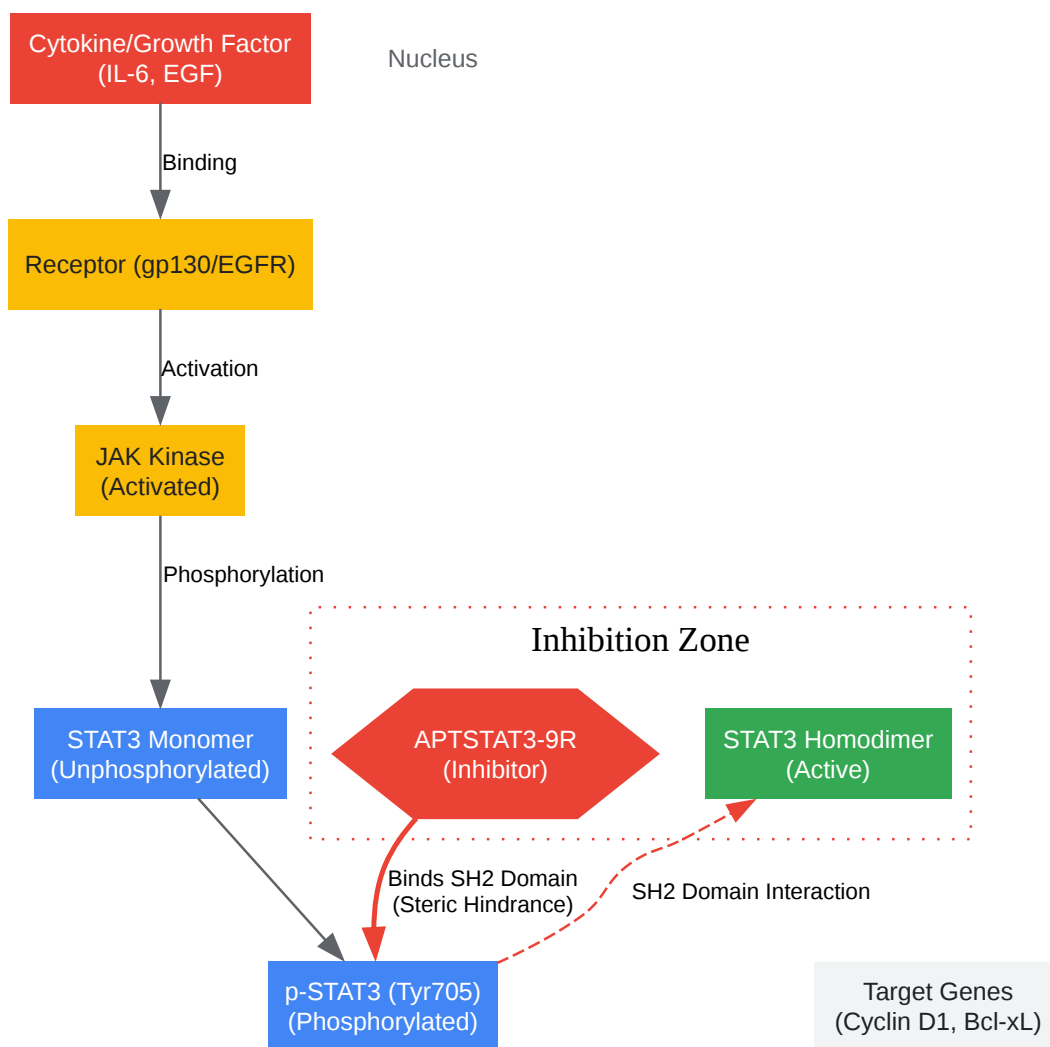 Cytokine/Growth Factor
(IL-6, EGF)
Nucleus
Binding
Receptor (gp130/EGFR)
Activation
JAK Kinase
(Activated)
Phosphorylation
Inhibition Zone
STAT3 Monomer
(Unphosphorylated)
APTSTAT3-9R
(Inhibitor)
STAT3 Homodimer
(Active)
Binds SH2 Domain
(Steric Hindrance)
SH2 Domain Interaction
p-STAT3 (Tyr705)
(Phosphorylated)
Target Genes
(Cyclin D1, Bcl-xL)